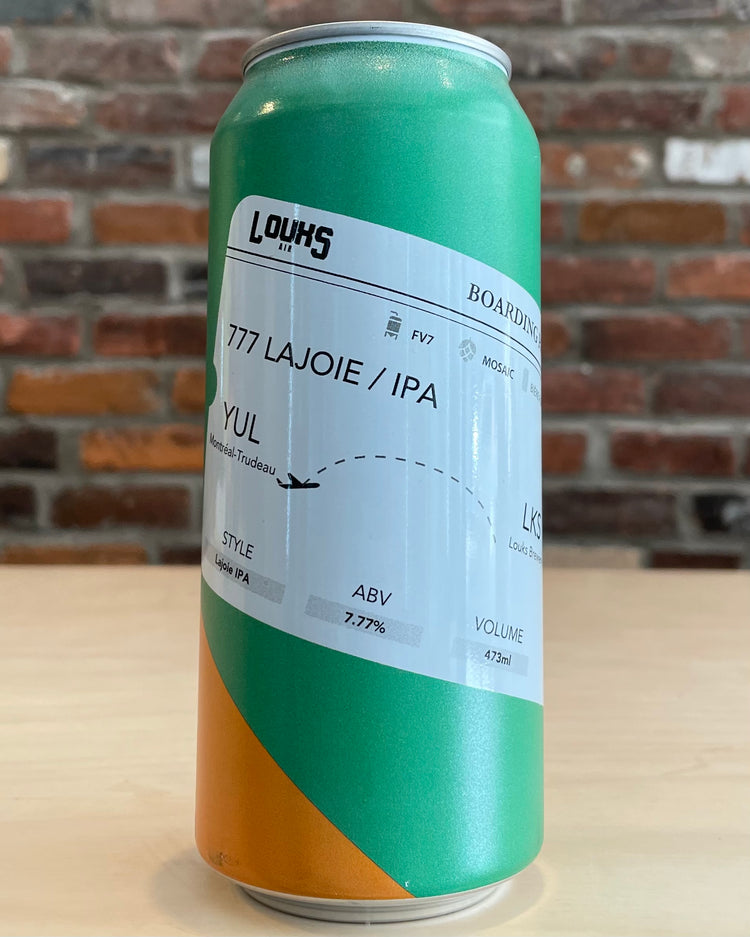 LOUKS
AIR
BOARDING
FV7
MOSAIC
777 LAJOIE / IPA
YUL
Montréal-Trudeau
LKS
Louks
STYLE
Lajoie IPA
ABV
7.77%
VOLUME
473ml